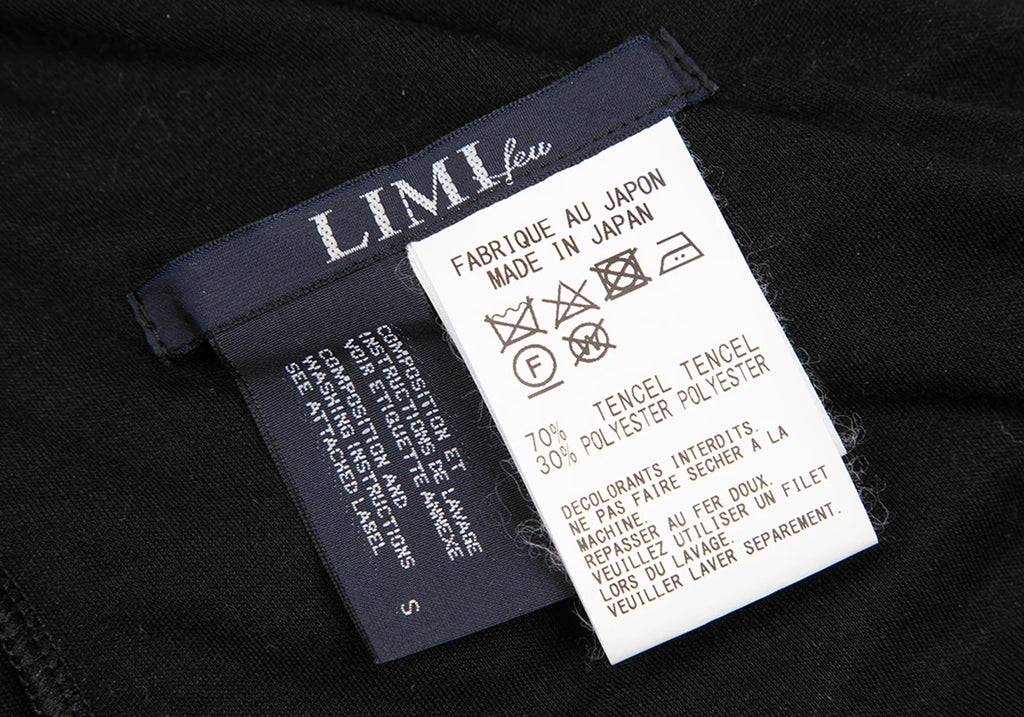 LIMI feu
FABRIQUE AU JAPON
MADE IN JAPAN
F
W
70% TENCEL TENCEL
30% POLYESTER POLYESTER
DECOLORANTS INTERDITS.
NE PAS FAIRE SECHER À LA
MACHINE.
REPASSER AU FER DOUX.
VEUILLEZ UTILISER UN FILET
LORS DU LAVAGE.
VEUILLER LAVER SEPAREMENT.
COMPOSITION ET
INSTRUCTIONS DE LAVAGE
VOIR ETIQUETTE ANNEXE
COMPOSITION AND
WASHING INSTRUCTIONS
SEE ATTACHED LABEL
S